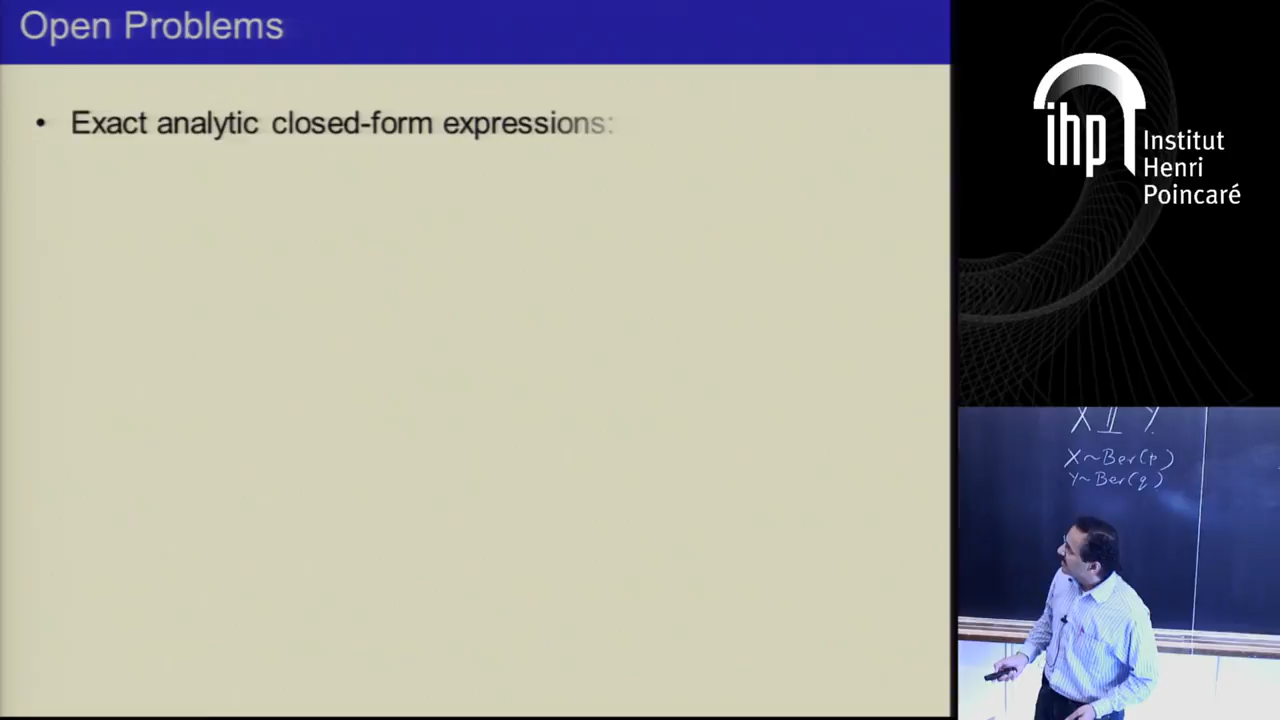 Open Problems
• Exact analytic closed-form expressions:
ihp
Institut
Henri
Poincaré
X ⫫ Y
X ~ Ber(p)
Y ~ Ber(q)